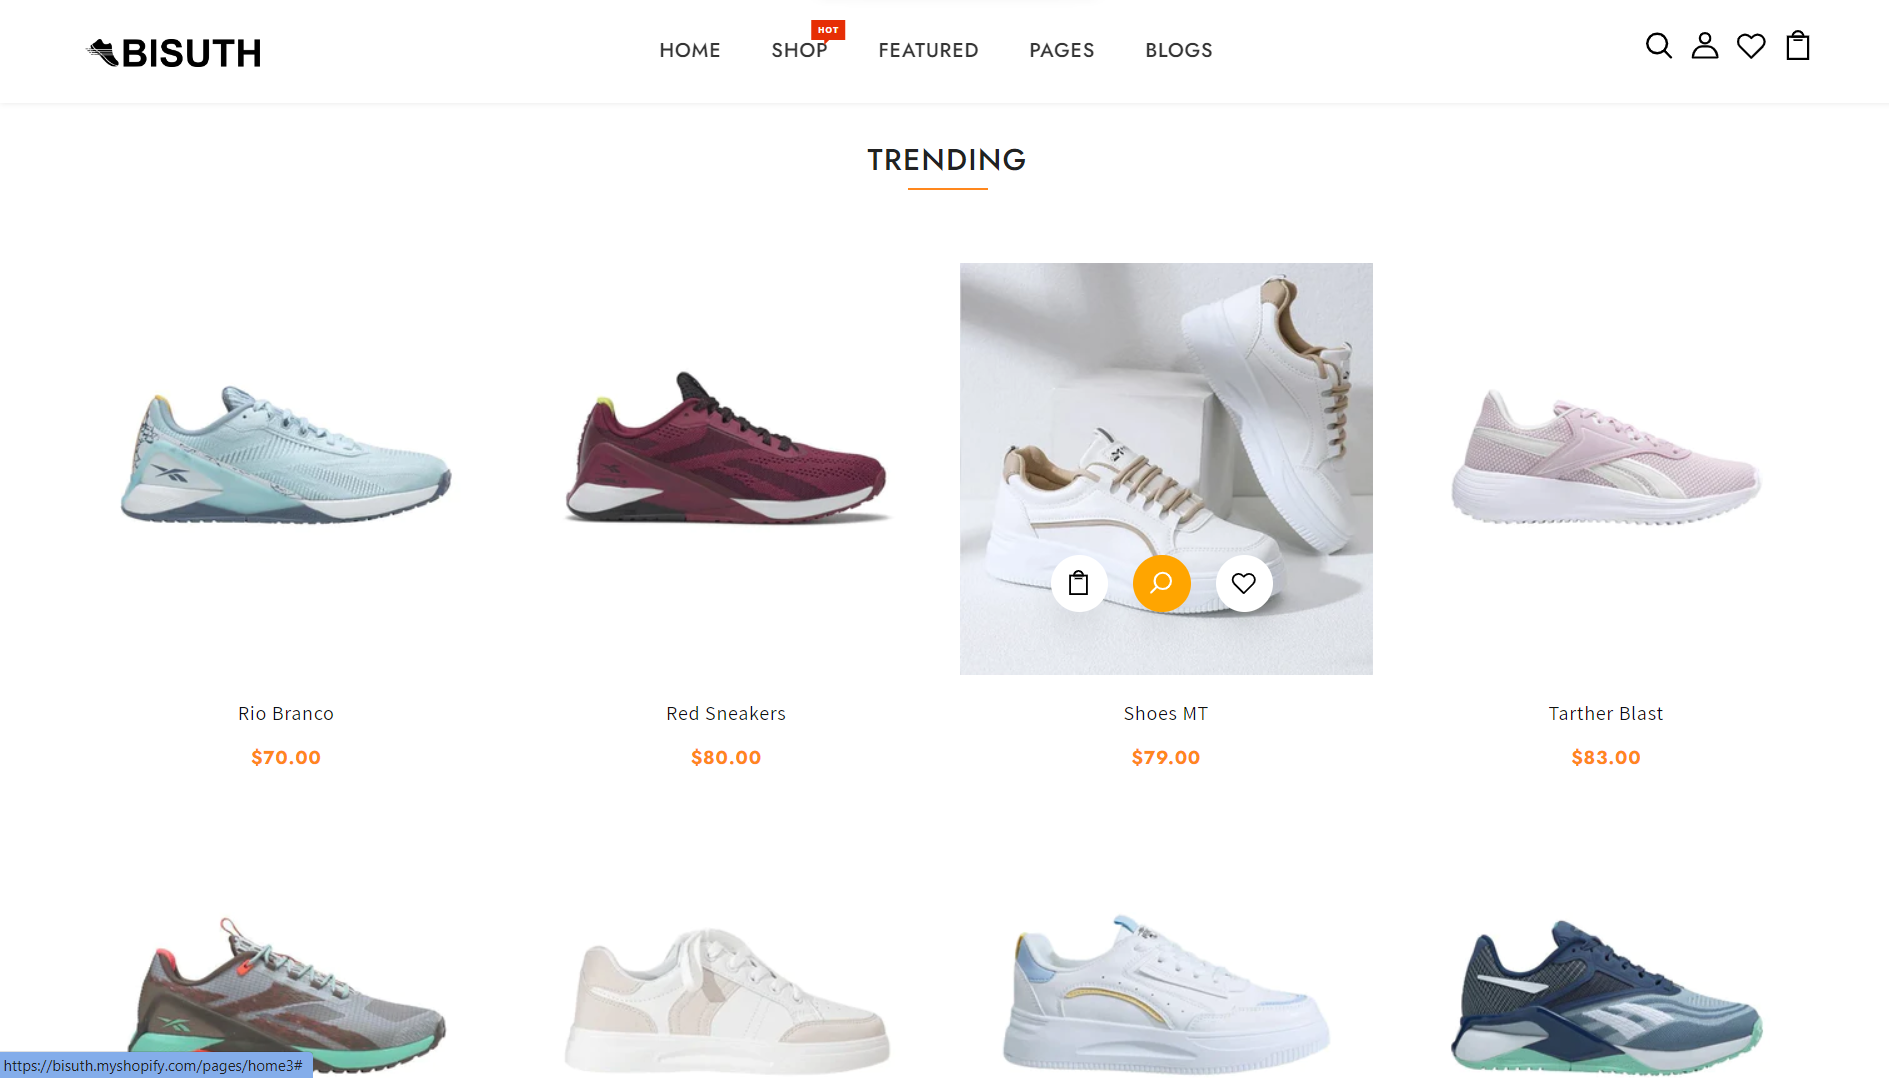 BISUTH
HOME
SHOP
HOT
FEATURED
PAGES
BLOGS
TRENDING
Rio Branco
Red Sneakers
Shoes MT
Tarther Blast
$70.00
$80.00
$79.00
$83.00
https://bisuth.myshopify.com/pages/home3#